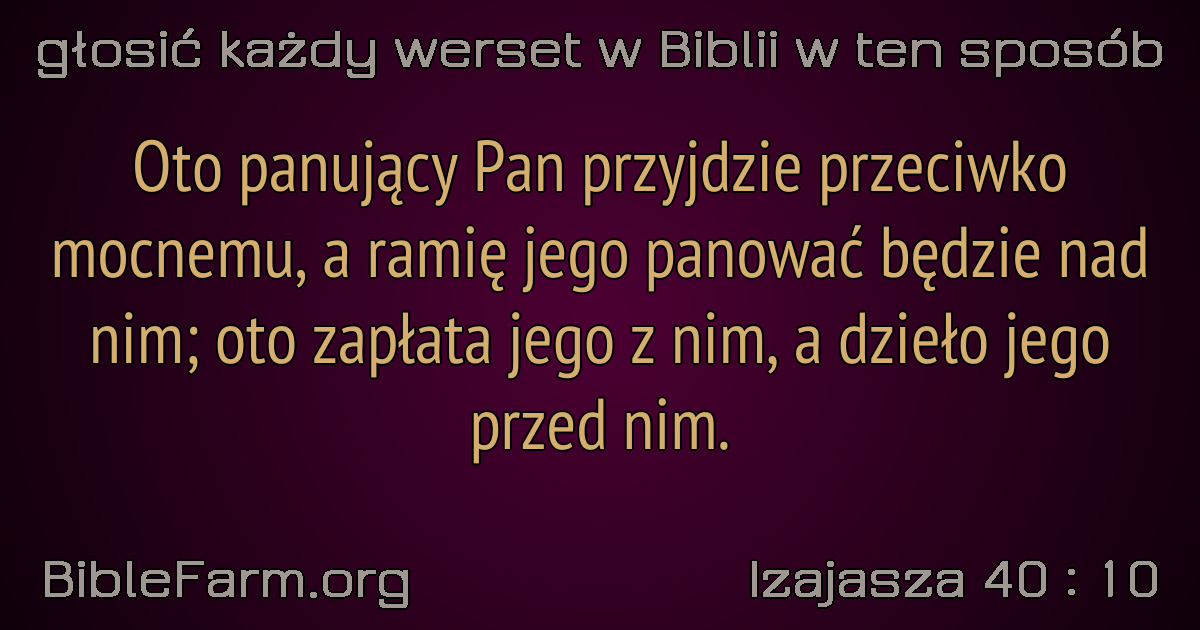 głosić każdy werset w Biblii w ten sposób
Oto panujący Pan przyjdzie przeciwko
mocnemu, a ramię jego panować będzie nad
nim; oto zapłata jego z nim, a dzieło jego
przed nim.
BibleFarm.org
Izajasza 40 : 10